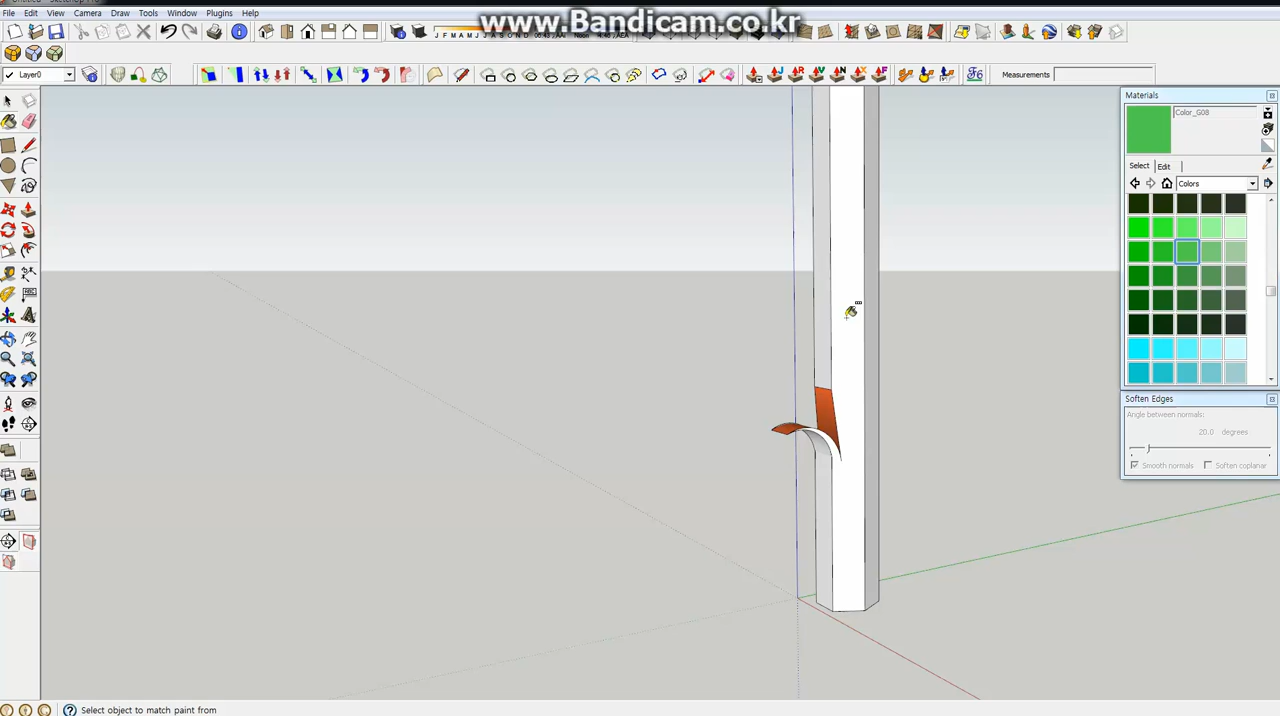 www.Bandicam.co.kr
File Edit View Camera Draw Tools Window Plugins Help
J F M A M J J A S O N D
Layer0
Measurements
Materials
Color_G08
Select Edit
Colors
Soften Edges
Angle between normals:
20.0 degrees
Smooth normals Soften coplanar
Select object to match paint from